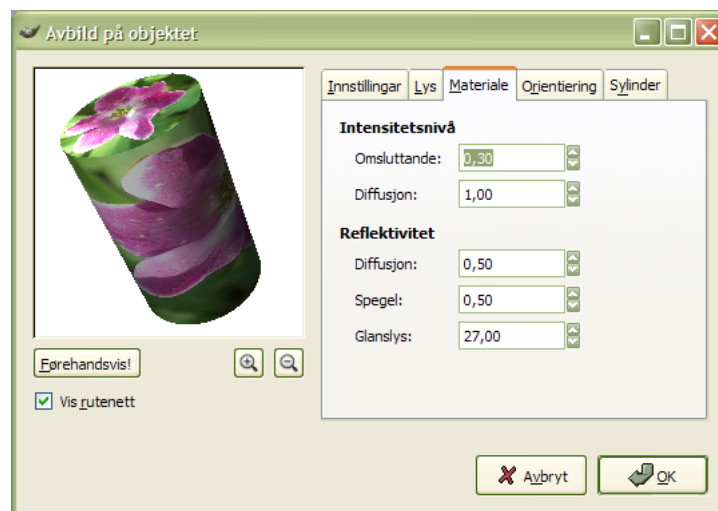 Avbild på objektet
Innstillingar Lys Materiale Orientiering Sylinder
Intensitetsnivå
Omsluttande: 0,30
Diffusjon: 1,00
Reflektivitet
Diffusjon: 0,50
Spegel: 0,50
Glanslys: 27,00
Førehandsvis!
Vis rutenett
Avbryt OK